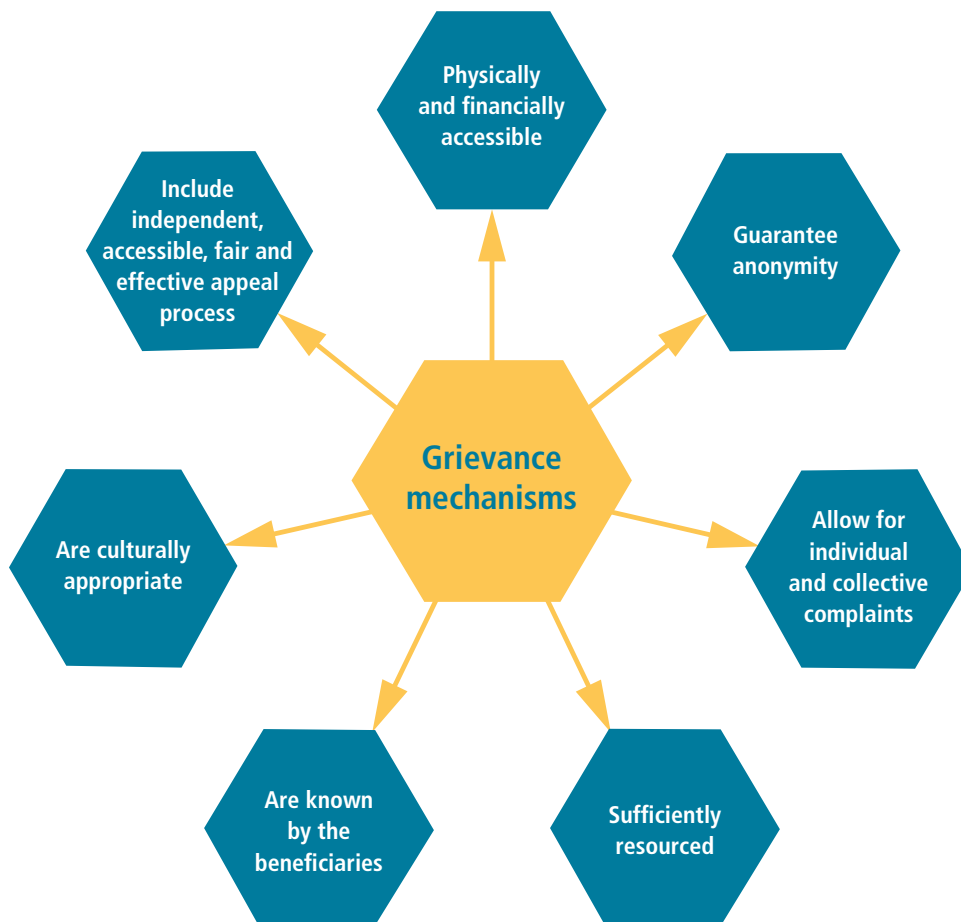 Physically
and financially
accessible
Include
independent,
accessible, fair and
effective appeal
process
Guarantee
anonymity
Grievance
mechanisms
Are culturally
appropriate
Allow for
individual
and collective
complaints
Are known
by the
beneficiaries
Sufficiently
resourced